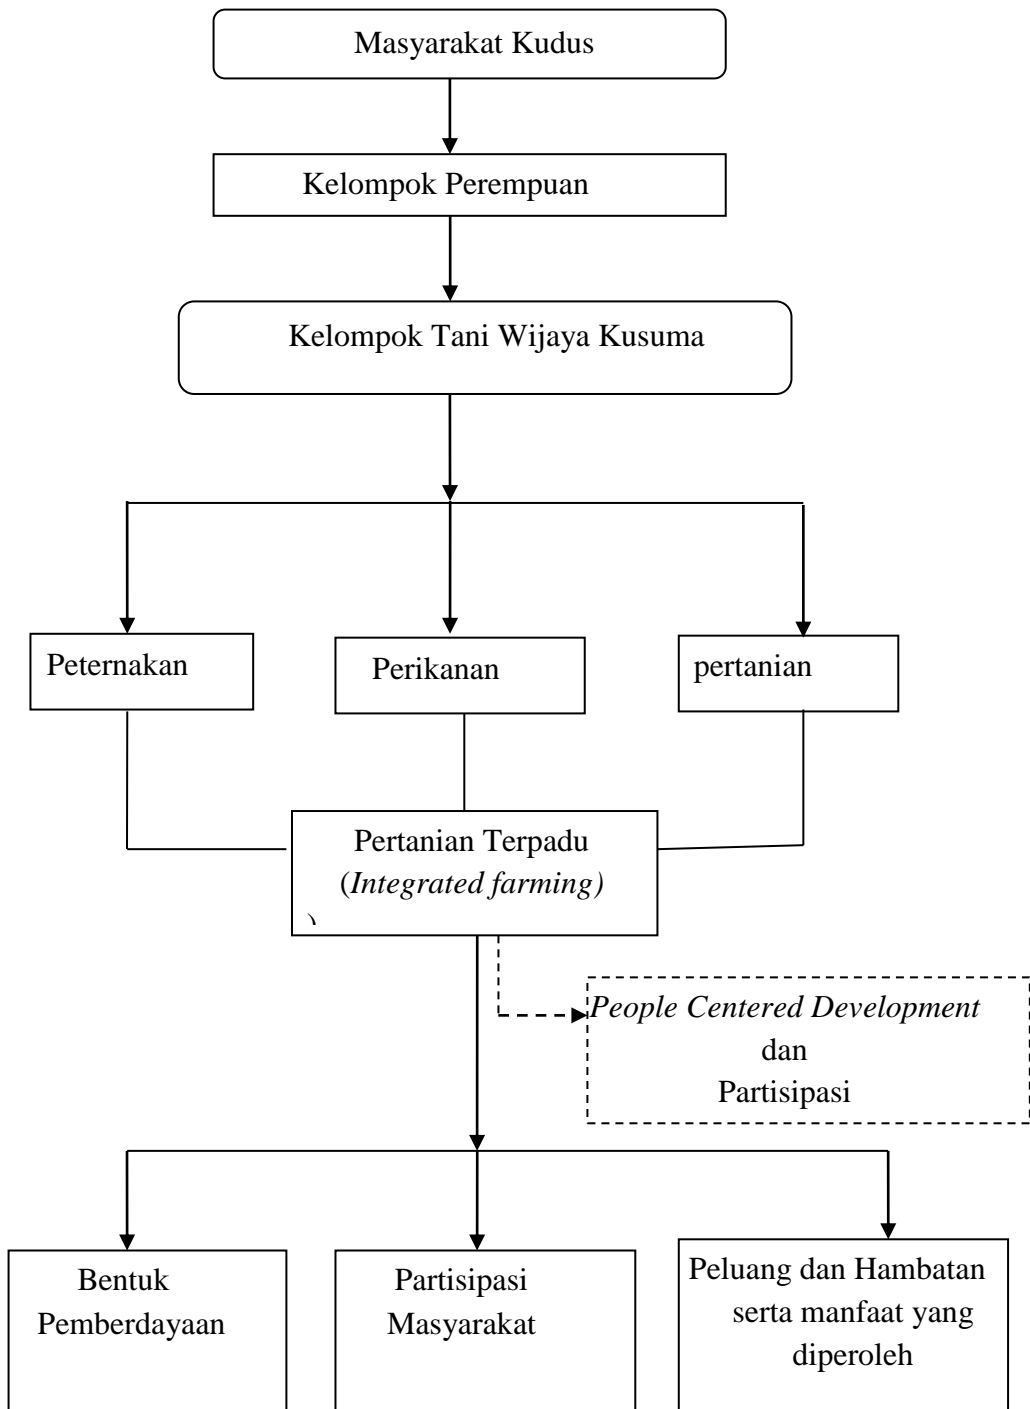 Masyarakat Kudus
Kelompok Perempuan
Kelompok Tani Wijaya Kusuma
Peternakan
Perikanan
pertanian
Pertanian Terpadu
(Integrated farming)
)
People Centered Development
dan
Partisipasi
Bentuk
Pemberdayaan
Partisipasi
Masyarakat
Peluang dan Hambatan
serta manfaat yang
diperoleh